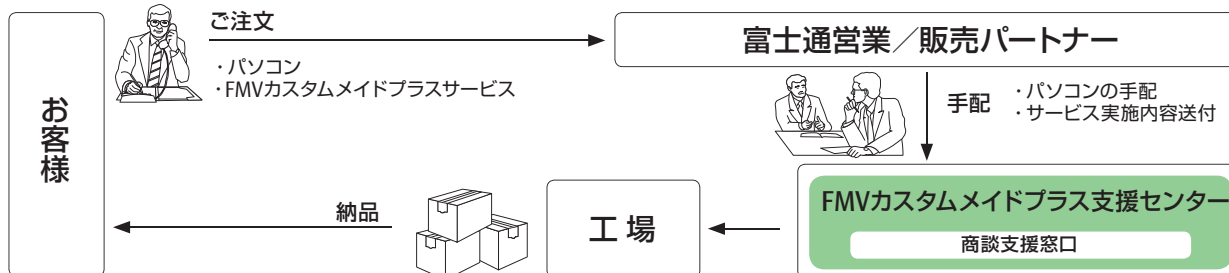 お客様
ご注文
・パソコン
・FMVカスタムメイドプラスサービス
富士通営業／販売パートナー
手配
・パソコンの手配
・サービス実施内容送付
FMVカスタムメイドプラス支援センター
商談支援窓口
工場
納品